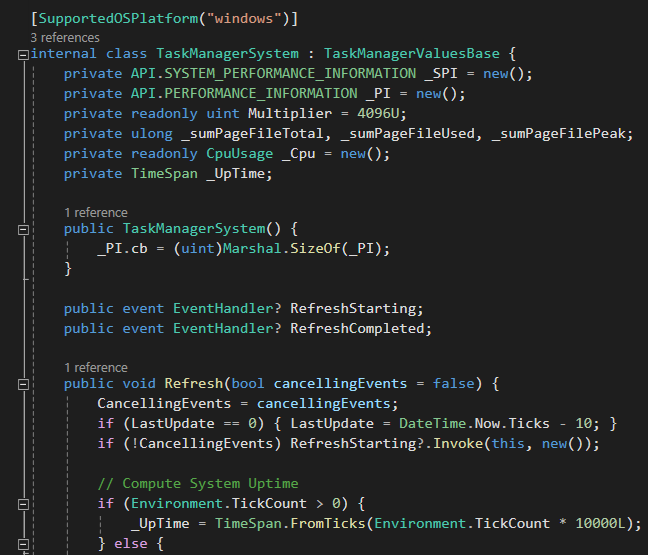 [SupportedOSPlatform("windows")]
3 references
internal class TaskManagerSystem : TaskManagerValuesBase {
private API.SYSTEM_PERFORMANCE_INFORMATION _SPI = new();
private API.PERFORMANCE_INFORMATION _PI = new();
private readonly uint Multiplier = 4096U;
private ulong _sumPageFileTotal, _sumPageFileUsed, _sumPageFilePeak;
private readonly CpuUsage _Cpu = new();
private TimeSpan _UpTime;
1 reference
public TaskManagerSystem() {
_PI.cb = (uint)Marshal.SizeOf(_PI);
}
public event EventHandler? RefreshStarting;
public event EventHandler? RefreshCompleted;
1 reference
public void Refresh(bool cancellingEvents = false) {
CancellingEvents = cancellingEvents;
if (LastUpdate == 0) { LastUpdate = DateTime.Now.Ticks - 10; }
if (!CancellingEvents) RefreshStarting?.Invoke(this, new());
// Compute System Uptime
if (Environment.TickCount > 0) {
_UpTime = TimeSpan.FromTicks(Environment.TickCount * 10000L);
} else {